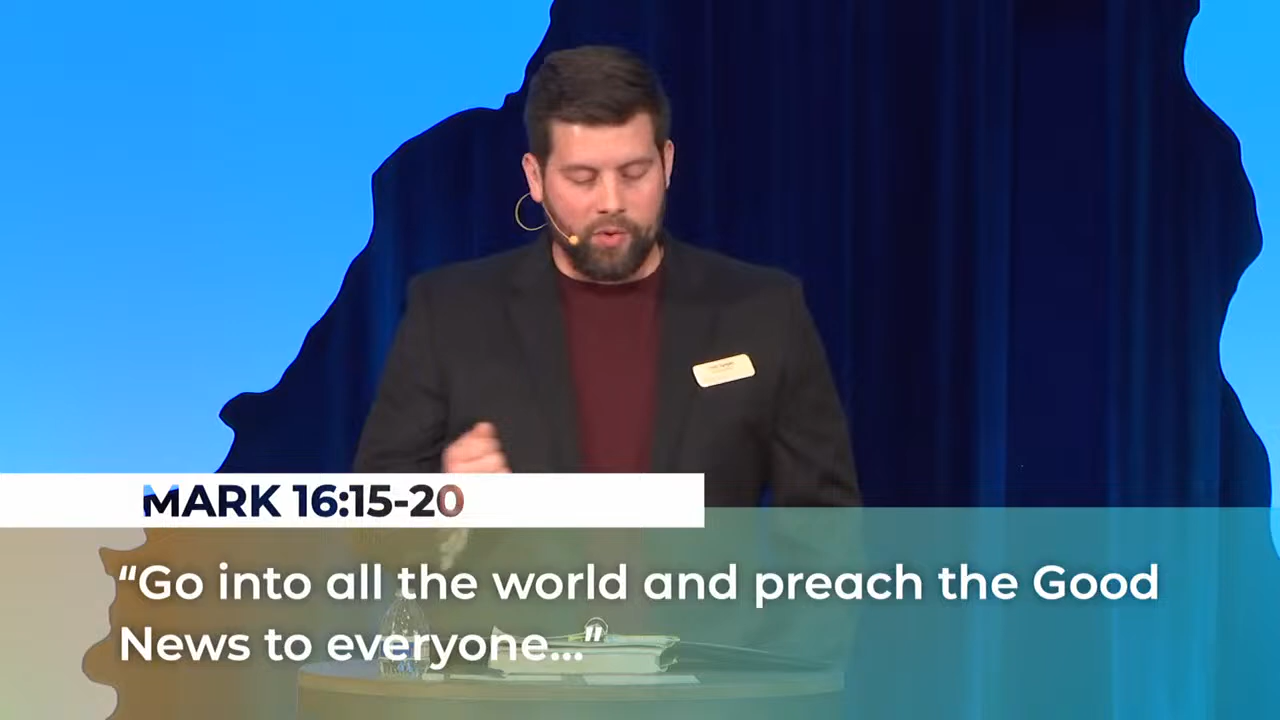 MARK 16:15-20
“Go into all the world and preach the Good
News to everyone...”